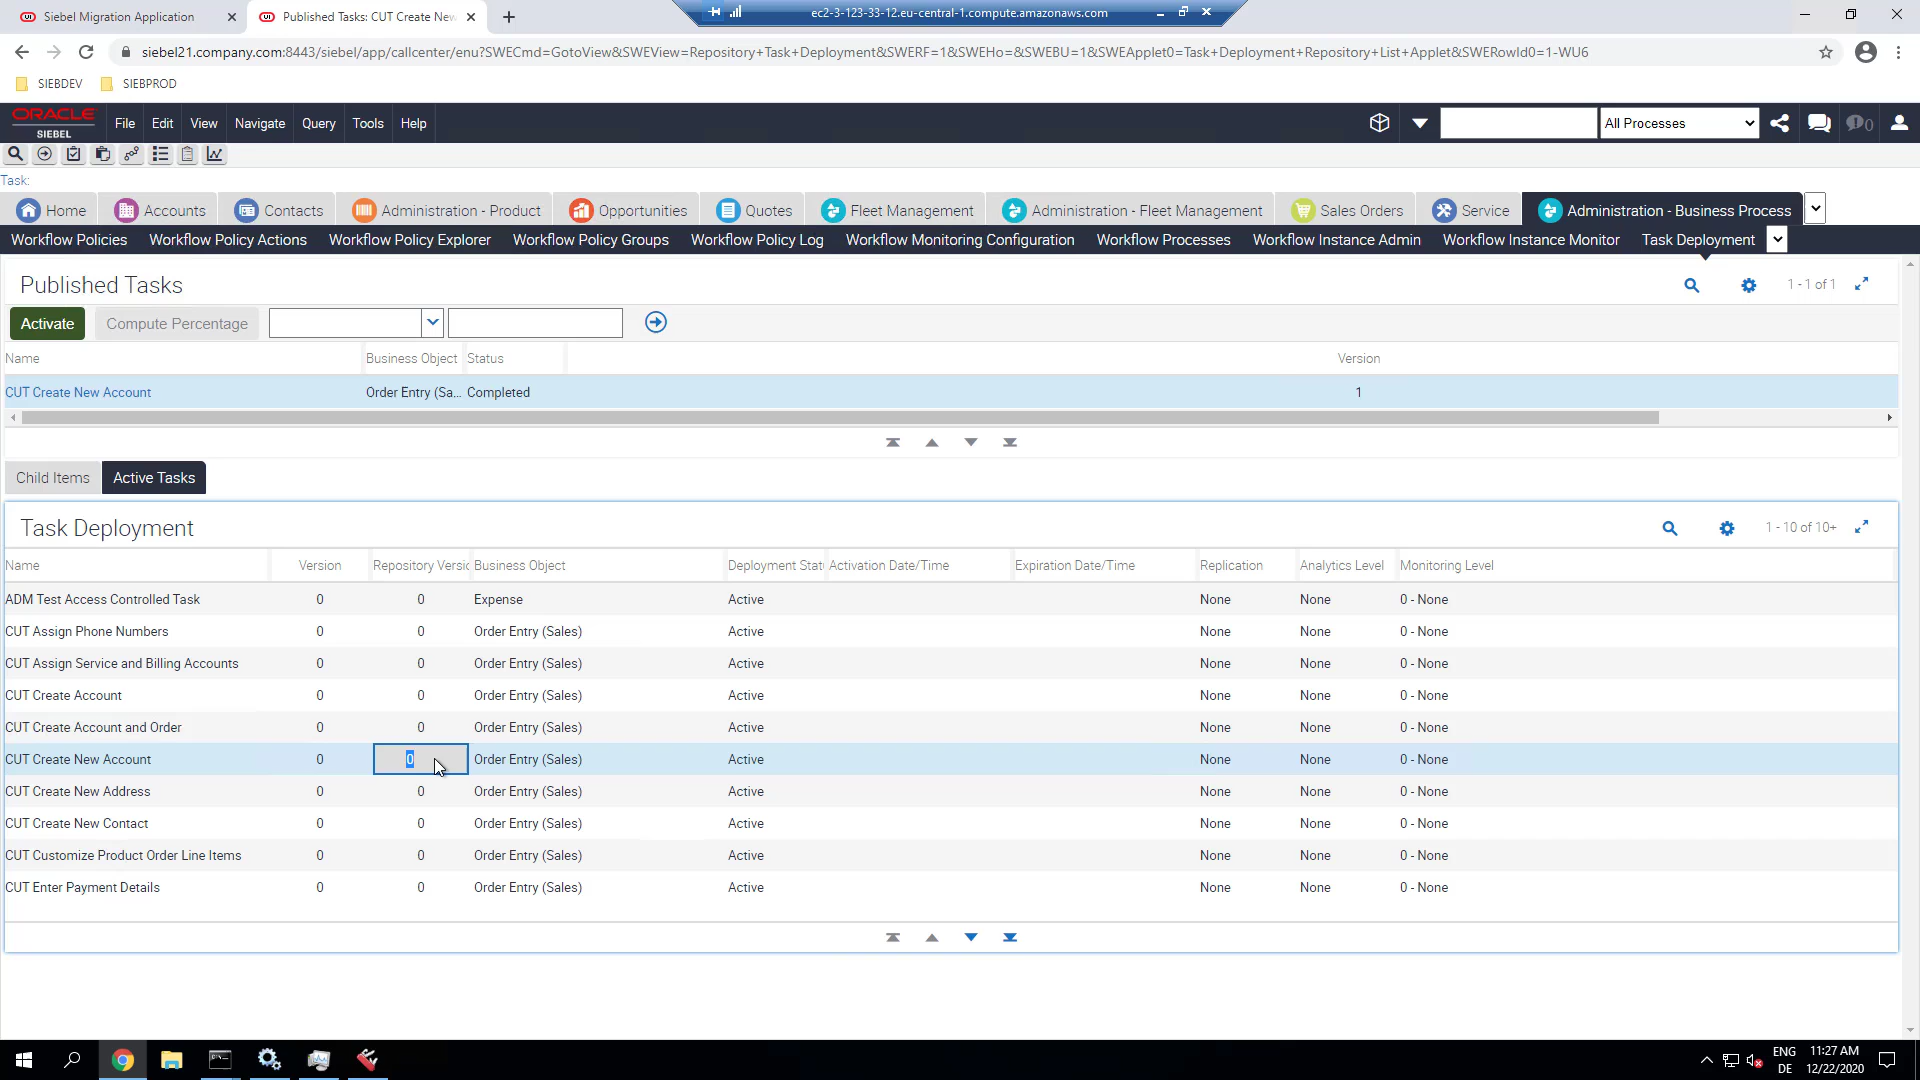 Siebel Migration Application
Published Tasks: CUT Create New
ec2-3-123-33-12.eu-central-1.compute.amazonaws.com
siebel21.company.com:8443/siebel/app/callcenter/enu?SWECmd=GotoView&SWEView=Repository+Task+Deployment&SWERF=1&SWEHo=&SWEBU=1&SWEApplet0=Task+Deployment+Repository+List+Applet&SWERowId0=1-WU6
SIEBDEV SIEBPROD
ORACLE
SIEBEL
File Edit View Navigate Query Tools Help
All Processes
0
Task:
Home Accounts Contacts Administration - Product Opportunities Quotes Fleet Management Administration - Fleet Management Sales Orders Service Administration - Business Process
Workflow Policies Workflow Policy Actions Workflow Policy Explorer Workflow Policy Groups Workflow Policy Log Workflow Monitoring Configuration Workflow Processes Workflow Instance Admin Workflow Instance Monitor Task Deployment
Published Tasks
1 - 1 of 1
Activate Compute Percentage
Name Business Object Status Version
CUT Create New Account Order Entry (Sa... Completed 1
Child Items Active Tasks
Task Deployment
1 - 10 of 10+
Name Version Repository Versic Business Object Deployment Stat Activation Date/Time Expiration Date/Time Replication Analytics Level Monitoring Level
ADM Test Access Controlled Task 0 0 Expense Active None None 0 - None
CUT Assign Phone Numbers 0 0 Order Entry (Sales) Active None None 0 - None
CUT Assign Service and Billing Accounts 0 0 Order Entry (Sales) Active None None 0 - None
CUT Create Account 0 0 Order Entry (Sales) Active None None 0 - None
CUT Create Account and Order 0 0 Order Entry (Sales) Active None None 0 - None
CUT Create New Account 0 0 Order Entry (Sales) Active None None 0 - None
CUT Create New Address 0 0 Order Entry (Sales) Active None None 0 - None
CUT Create New Contact 0 0 Order Entry (Sales) Active None None 0 - None
CUT Customize Product Order Line Items 0 0 Order Entry (Sales) Active None None 0 - None
CUT Enter Payment Details 0 0 Order Entry (Sales) Active None None 0 - None
ENG 11:27 AM
DE 12/22/2020